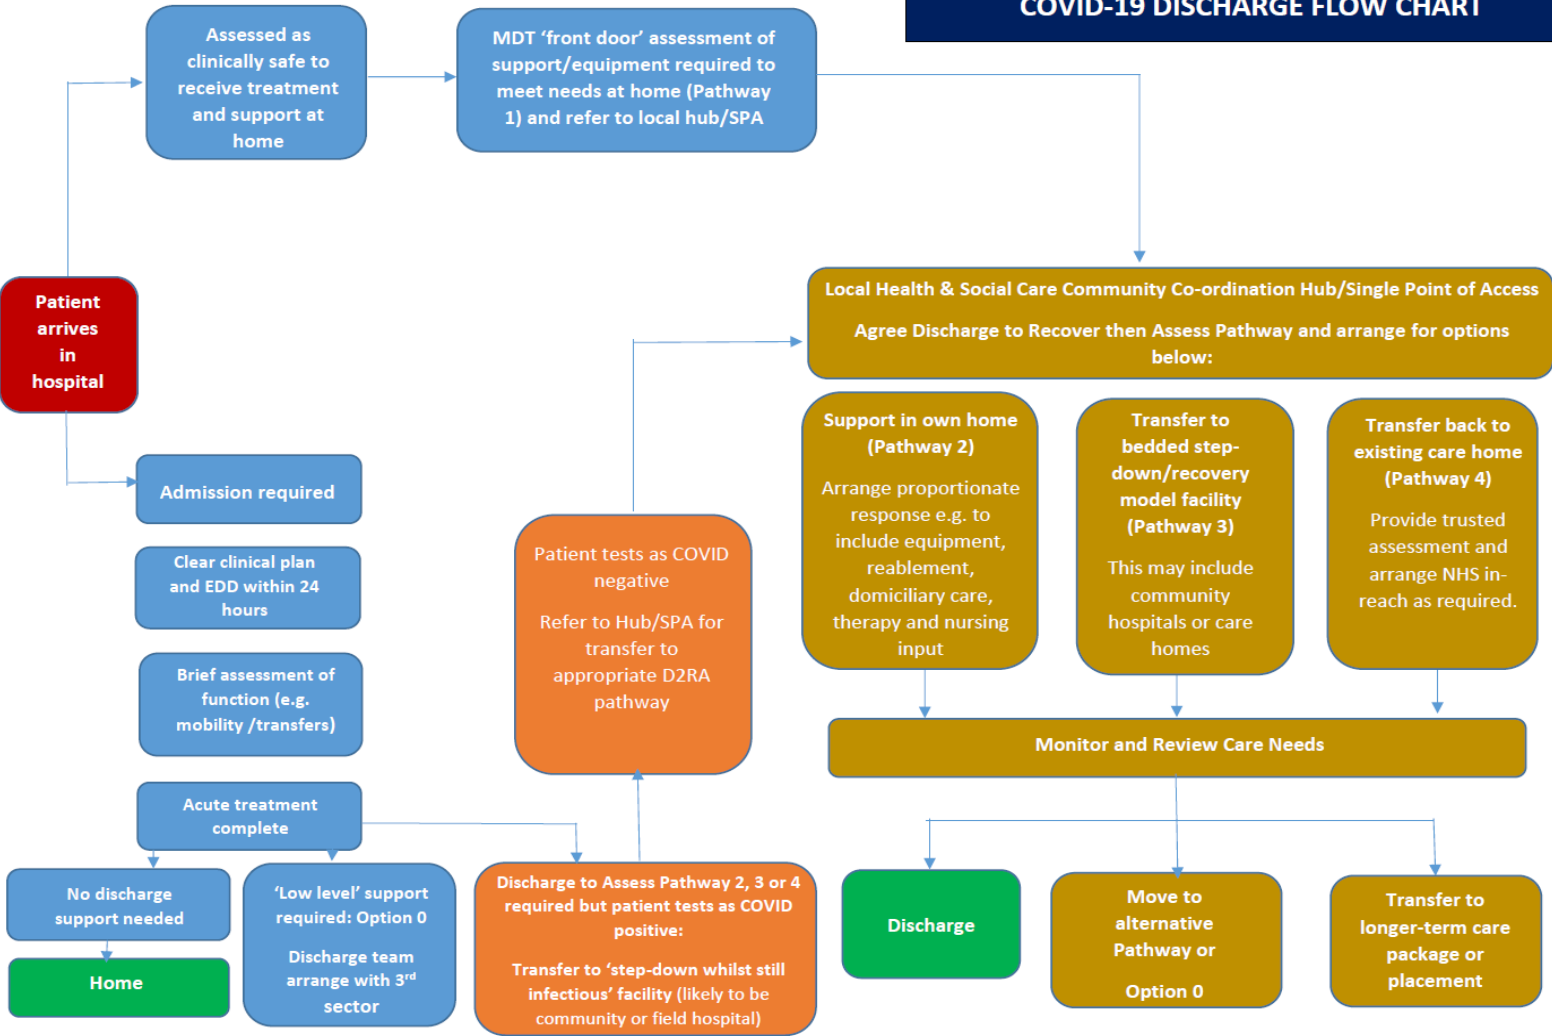 COVID-19 DISCHARGE FLOW CHART
Assessed as
clinically safe to
receive treatment
and support at
home
MDT ‘front door’ assessment of
support/equipment required to
meet needs at home (Pathway
1) and refer to local hub/SPA
Patient
arrives
in
hospital
Local Health & Social Care Community Co-ordination Hub/Single Point of Access
Agree Discharge to Recover then Assess Pathway and arrange for options
below:
Support in own home
(Pathway 2)
Arrange proportionate
response e.g. to
include equipment,
reablement,
domiciliary care,
therapy and nursing
input
Transfer to
bedded step-
down/recovery
model facility
(Pathway 3)
This may include
community
hospitals or care
homes
Transfer back to
existing care home
(Pathway 4)
Provide trusted
assessment and
arrange NHS in-
reach as required.
Admission required
Clear clinical plan
and EDD within 24
hours
Brief assessment of
function (e.g.
mobility /transfers)
Acute treatment
complete
Patient tests as COVID
negative
Refer to Hub/SPA for
transfer to
appropriate D2RA
pathway
Monitor and Review Care Needs
No discharge
support needed
Home
‘Low level’ support
required: Option 0
Discharge team
arrange with 3rd
sector
Discharge to Assess Pathway 2, 3 or 4
required but patient tests as COVID
positive:
Transfer to ‘step-down whilst still
infectious’ facility (likely to be
community or field hospital)
Discharge
Move to
alternative
Pathway or
Option 0
Transfer to
longer-term care
package or
placement